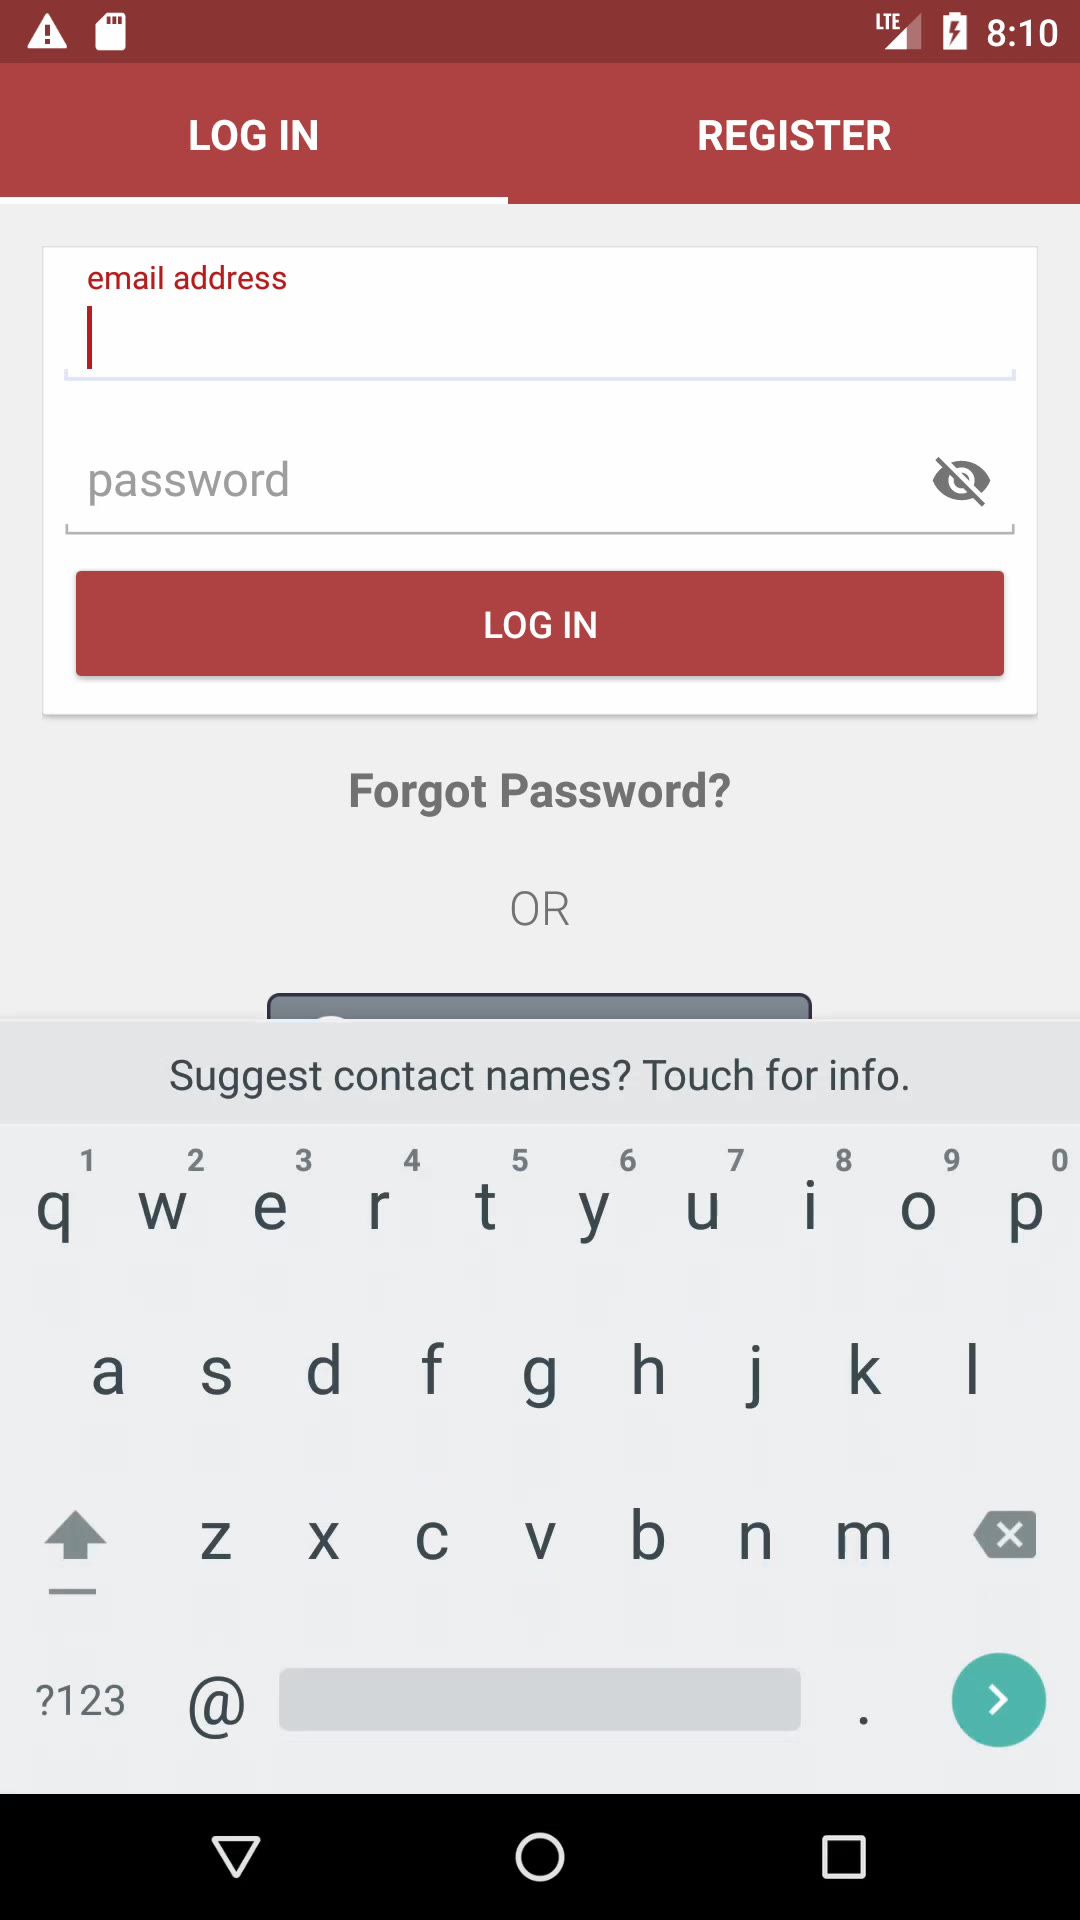 LTE 8:10
LOG IN REGISTER
email address
password
LOG IN
Forgot Password?
OR
Suggest contact names? Touch for info.
1 2 3 4 5 6 7 8 9 0
q w e r t y u i o p
a s d f g h j k l
z x c v b n m
?123 @ .